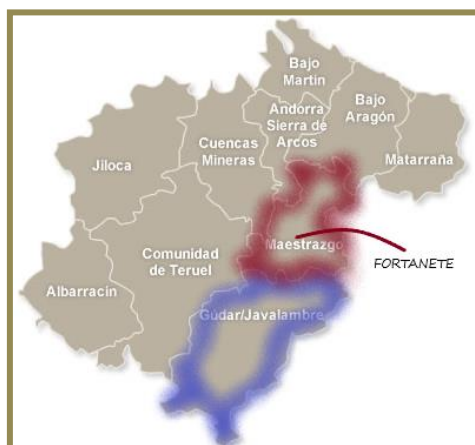 Bajo
Martín
Andorra
Sierra de
Arcos
Bajo
Aragón
Cuencas
Mineras
Matarraña
Jiloca
Maestrazgo
Comunidad
de Teruel
FORTANETE
Albarracín
Gúdar/Javalambre